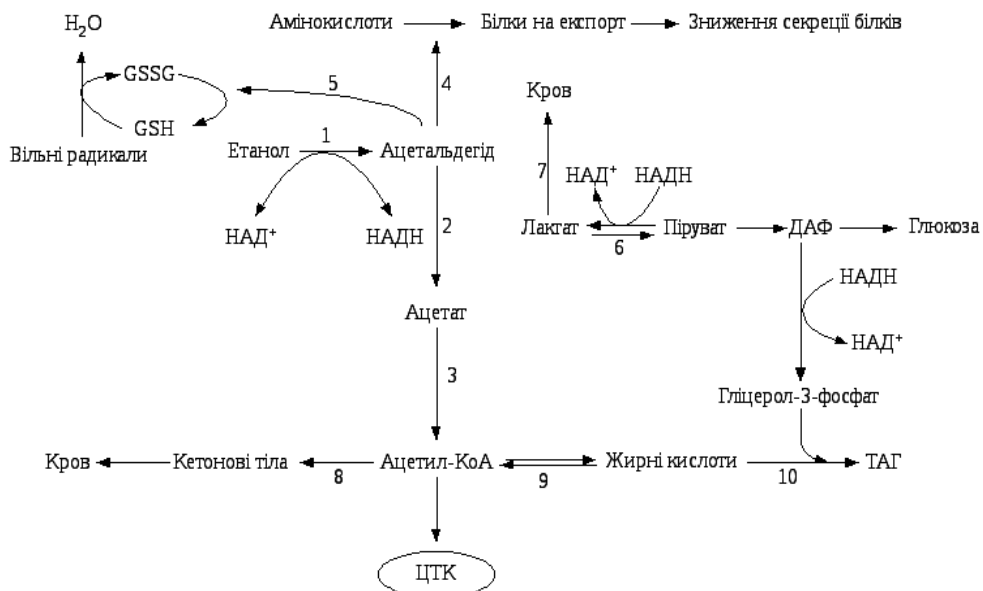 H₂O
Амінокислоти
Білки на експорт
Зниження секреції білків
GSSG
5
4
Кров
GSH
1
Вільні радикали
Етанол
Ацетальдегід
7
НАД⁺
НАДН
НАД⁺
НАДН
2
Лактат
6
Піруват
ДАФ
Глюкоза
НАДН
Ацетат
НАД⁺
3
Гліцерол-3-фосфат
Кров
Кетонові тіла
8
Ацетил-КоА
9
Жирні кислоти
10
ТАГ
ЦТК